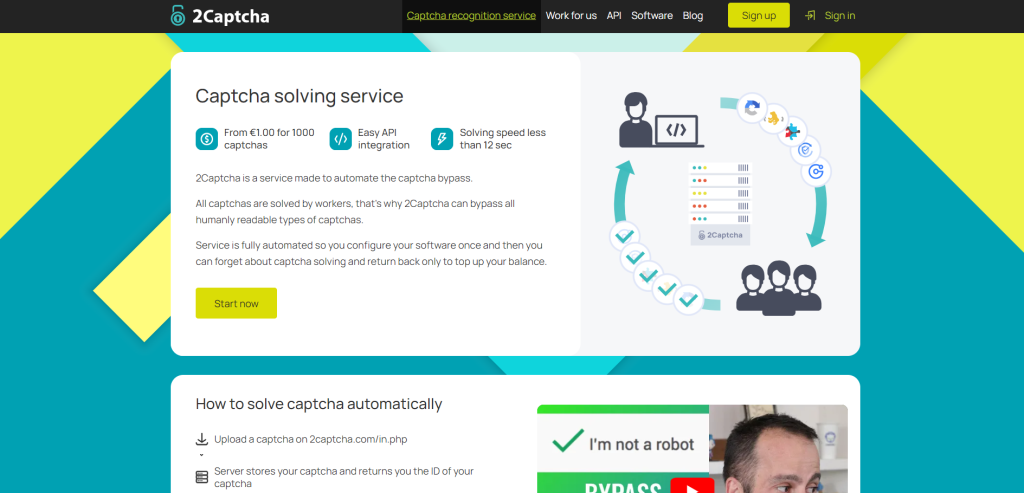 2Captcha
Captcha recognition service
Work for us
API
Software
Blog
Sign up
Sign in
Captcha solving service
From €1.00 for 1000
captchas
Easy API
integration
Solving speed less
than 12 sec
2Captcha is a service made to automate the captcha bypass.
All captchas are solved by workers, that's why 2Captcha can bypass all
humanly readable types of captchas.
Service is fully automated so you configure your software once and then you
can forget about captcha solving and return back only to top up your balance.
Start now
2Captcha
How to solve captcha automatically
Upload a captcha on 2captcha.com/in.php
Server stores your captcha and returns you the ID of your
captcha
I'm not a robot
BYPASS